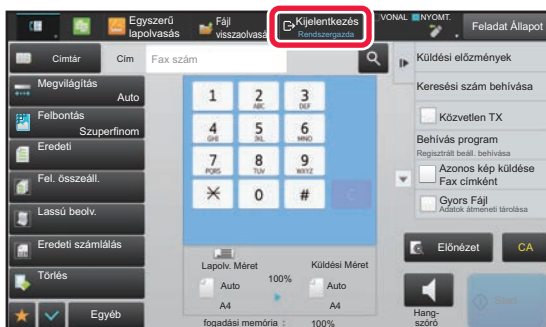 Egyszerű
lapolvasás
Fájl
visszaolvasá
Kijelentkezés
Rendszergazda
VONAL
NYOMT.
Feladat Állapot
Címtár
Cím
Fax szám
Megvilágítás
Auto
Felbontás
Szuperfinom
Eredeti
Fel. összeáll.
Lassú beolv.
Eredeti számlálás
Törlés
Egyéb
1
2
ABC
3
DEF
4
GHI
5
JKL
6
MNO
7
PQRS
8
TUV
9
WXYZ
0
#
Lapolv. Méret
100%
Küldési Méret
Auto
Auto
A4
A4
fogadási memória :
100%
Küldési előzmények
Keresési szám behívása
Közvetlen TX
Behívás program
Regisztrált beáll. behívása
Azonos kép küldése
Fax címként
Gyors Fájl
Adatok átmeneti tárolása
Előnézet
CA
Hang-
szóró
Start